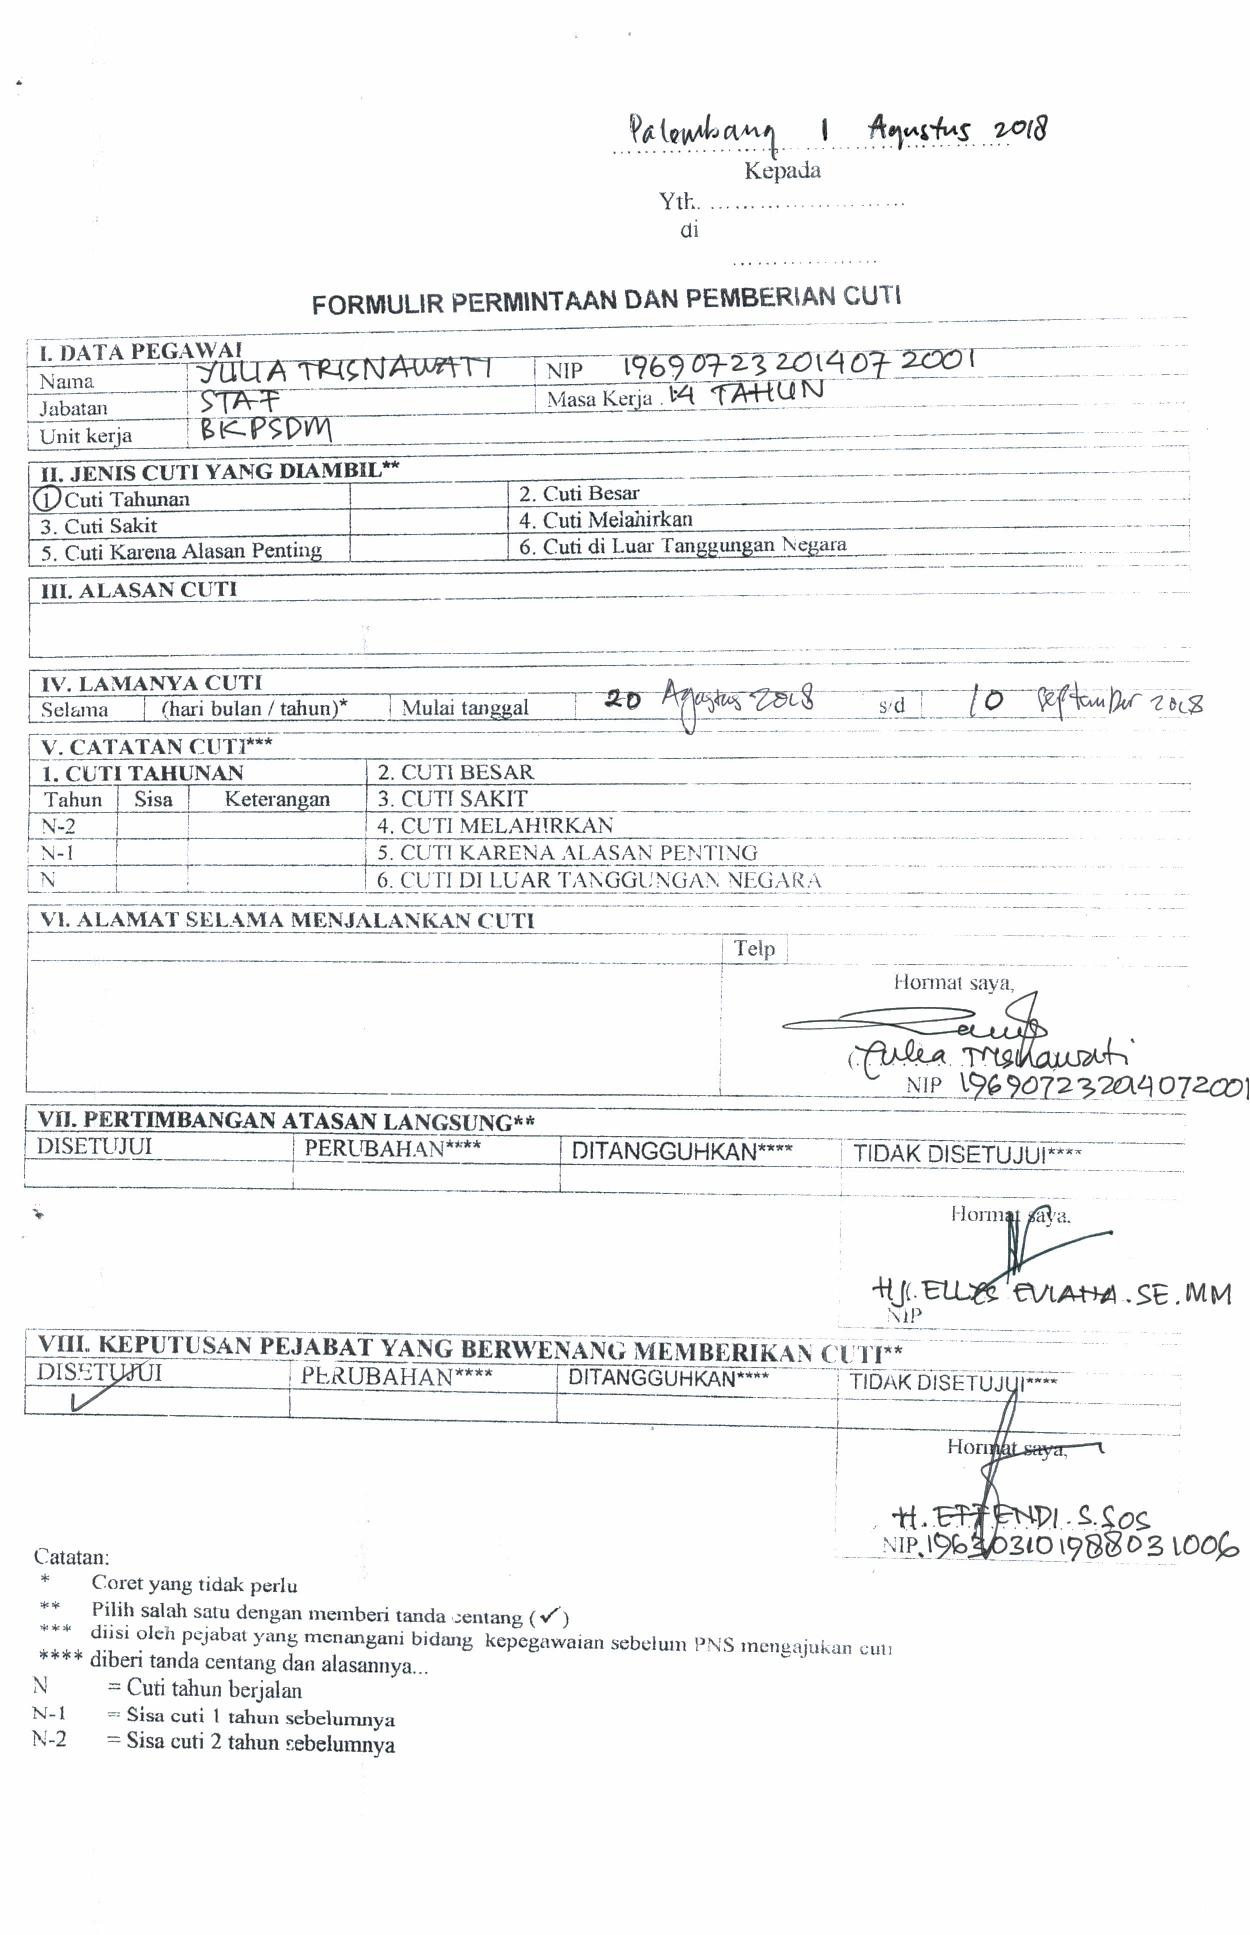 Palembang 1 Agustus 2018
Kepada
Yth. ........................
di
..................
FORMULIR PERMINTAAN DAN PEMBERIAN CUTI
I. DATA PEGAWAI
Nama YULIA TRISNAWATI NIP 196907232014072001
Jabatan STAF Masa Kerja 14 TAHUN
Unit kerja BKPSDM
II. JENIS CUTI YANG DIAMBIL**
1 Cuti Tahunan 2. Cuti Besar
3. Cuti Sakit 4. Cuti Melahirkan
5. Cuti Karena Alasan Penting 6. Cuti di Luar Tanggungan Negara
III. ALASAN CUTI
IV. LAMANYA CUTI
Selama (hari bulan / tahun)* Mulai tanggal 20 Agustus 2018 s/d 10 September 2018
V. CATATAN CUTI***
1. CUTI TAHUNAN 2. CUTI BESAR
Tahun Sisa Keterangan 3. CUTI SAKIT
N-2 4. CUTI MELAHIRKAN
N-1 5. CUTI KARENA ALASAN PENTING
N 6. CUTI DI LUAR TANGGUNGAN NEGARA
VI. ALAMAT SELAMA MENJALANKAN CUTI
Telp
Hormat saya,
(Yulia Trisnawati
NIP 196907232014072001
VII. PERTIMBANGAN ATASAN LANGSUNG**
DISETUJUI PERUBAHAN**** DITANGGUHKAN**** TIDAK DISETUJUI****
Hormat saya.
HJ. ELLYS EVIANA.SE.MM
NIP
VIII. KEPUTUSAN PEJABAT YANG BERWENANG MEMBERIKAN CUTI**
DISETUJUI PERUBAHAN**** DITANGGUHKAN**** TIDAK DISETUJUI****
✓
Hormat saya,
H. EFFENDI. S.SOS
NIP.196303101988031006
Catatan:
* Coret yang tidak perlu
** Pilih salah satu dengan memberi tanda centang (✓)
*** diisi oleh pejabat yang menangani bidang kepegawaian sebelum PNS mengajukan cuti
**** diberi tanda centang dan alasannya...
N = Cuti tahun berjalan
N-1 = Sisa cuti 1 tahun sebelumnya
N-2 = Sisa cuti 2 tahun sebelumnya